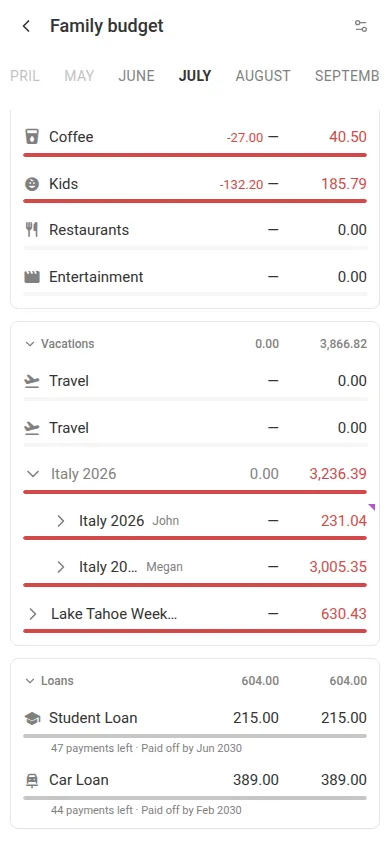 Family budget
PRIL MAY JUNE JULY AUGUST SEPTEMB
Coffee -27.00 — 40.50
Kids -132.20 — 185.79
Restaurants — 0.00
Entertainment — 0.00
Vacations 0.00 3,866.82
Travel — 0.00
Travel — 0.00
Italy 2026 0.00 3,236.39
Italy 2026 John — 231.04
Italy 20... Megan — 3,005.35
Lake Tahoe Week... — 630.43
Loans 604.00 604.00
Student Loan 215.00 215.00
47 payments left · Paid off by Jun 2030
Car Loan 389.00 389.00
44 payments left · Paid off by Feb 2030